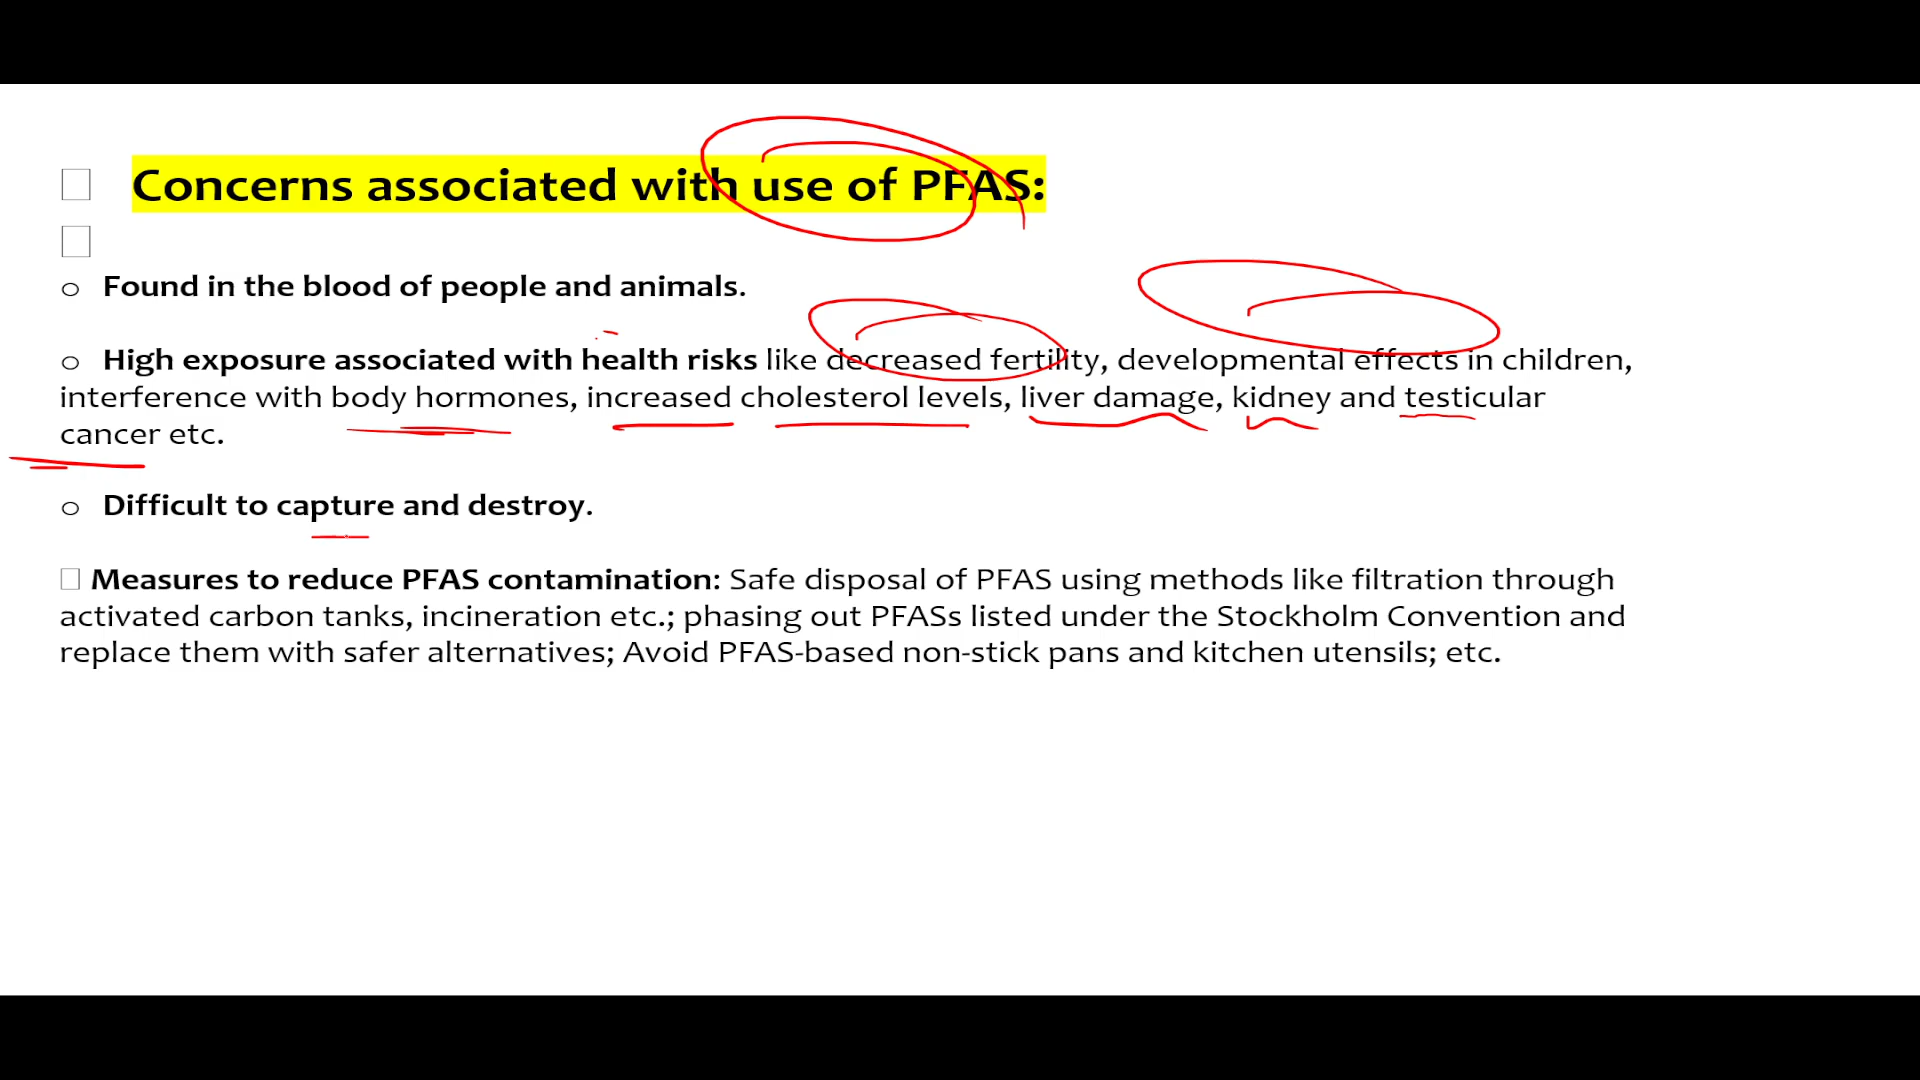 Concerns associated with use of PFAS:
o Found in the blood of people and animals.
o High exposure associated with health risks like decreased fertility, developmental effects in children,
interference with body hormones, increased cholesterol levels, liver damage, kidney and testicular
cancer etc.
o Difficult to capture and destroy.
Measures to reduce PFAS contamination: Safe disposal of PFAS using methods like filtration through
activated carbon tanks, incineration etc.; phasing out PFASs listed under the Stockholm Convention and
replace them with safer alternatives; Avoid PFAS-based non-stick pans and kitchen utensils; etc.